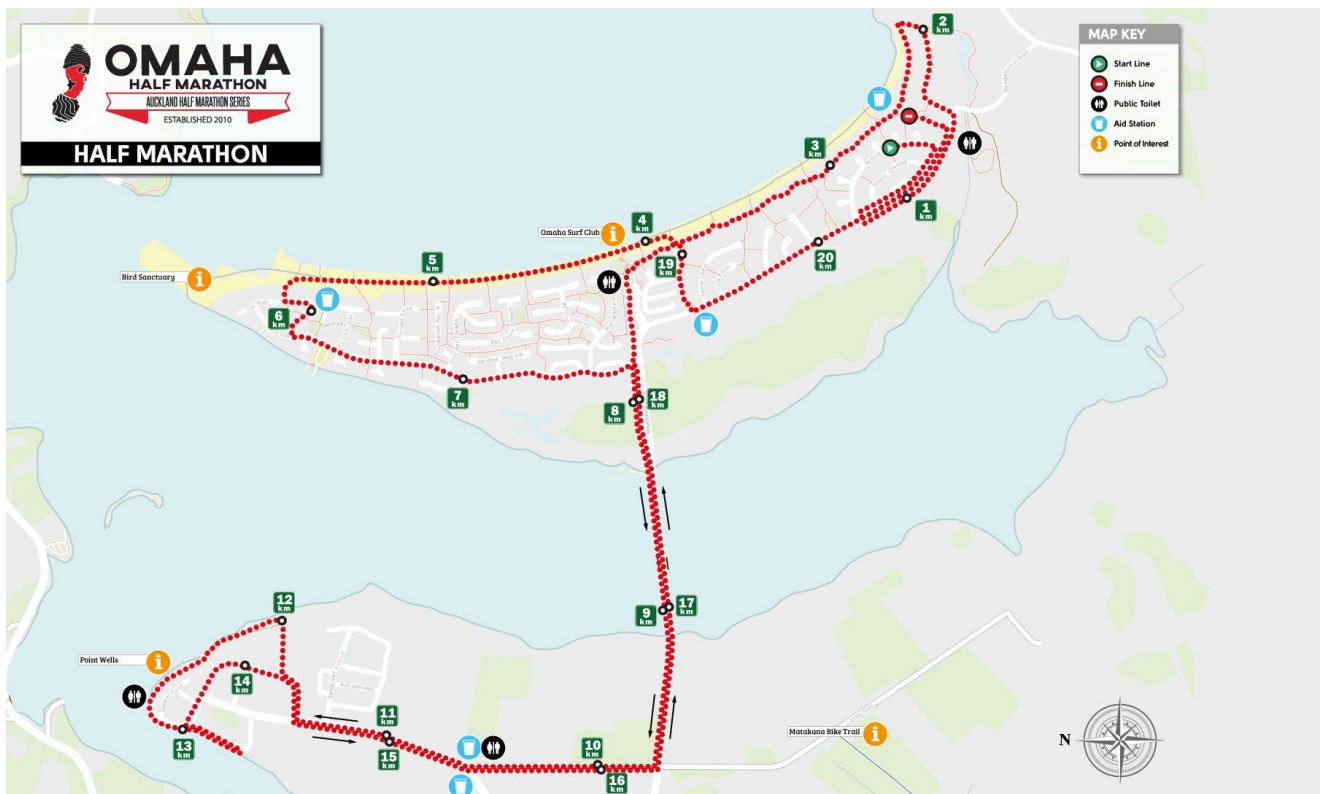 OMAHA
HALF MARATHON
AUCKLAND HALF MARATHON SERIES
ESTABLISHED 2010
HALF MARATHON
MAP KEY
Start Line
Finish Line
Public Toilet
Aid Station
Point of Interest
2
km
3
km
1
km
4
km
Omaha Surf Club
19
km
20
km
5
km
Bird Sanctuary
6
km
7
km
8
km
18
km
9
km
17
km
12
km
Point Wells
14
km
13
km
11
km
15
km
10
km
16
km
Matakana Bike Trail
N